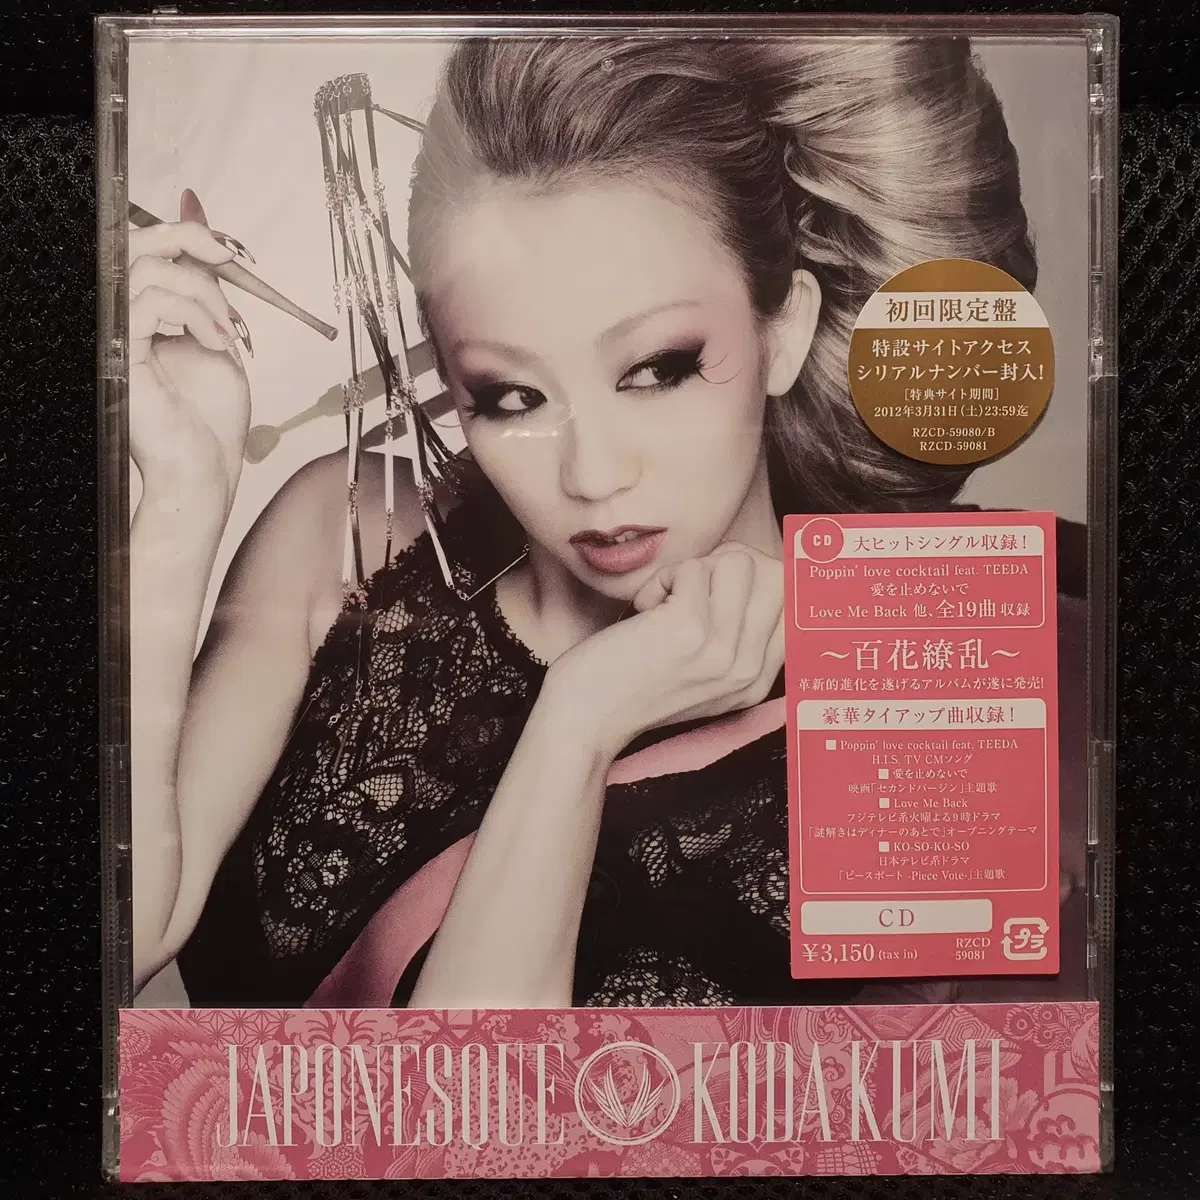 初回限定盤
特設サイトアクセス
シリアルナンバー封入!
[特典サイト期間]
2012年3月31日(土)23:59迄
RZCD-59080/B
RZCD-59081
CD
大ヒットシングル収録!
Poppin' love cocktail feat. TEEDA
愛を止めないで
Love Me Back 他、全19曲収録
～百花繚乱～
革新的進化を遂げるアルバムが遂に発売!
豪華タイアップ曲収録!
■ Poppin' love cocktail feat. TEEDA
H.I.S. TV CMソング
■ 愛を止めないで
映画「セカンドバージン」主題歌
■ Love Me Back
フジテレビ系火曜よる9時ドラマ
「謎解きはディナーのあとで」オープニングテーマ
■ KO-SO-KO-SO
日本テレビ系ドラマ
「ピースボート -Piece Vote-」主題歌
CD
¥3,150 (tax in)
RZCD
59081
プラ
JAPONESQUE KODA KUMI